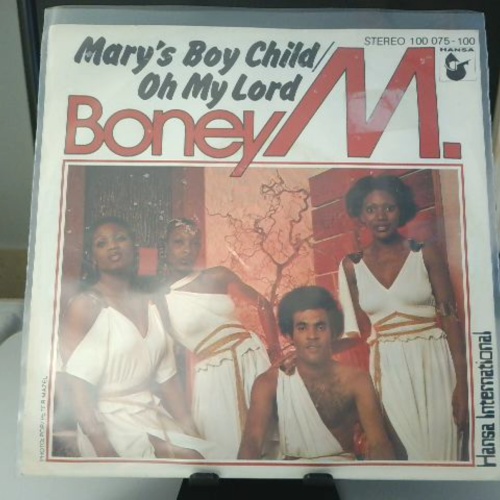 Mary's Boy Child/
Oh My Lord
STEREO 100 075-100
HANSA
Boney M.
Hansa International